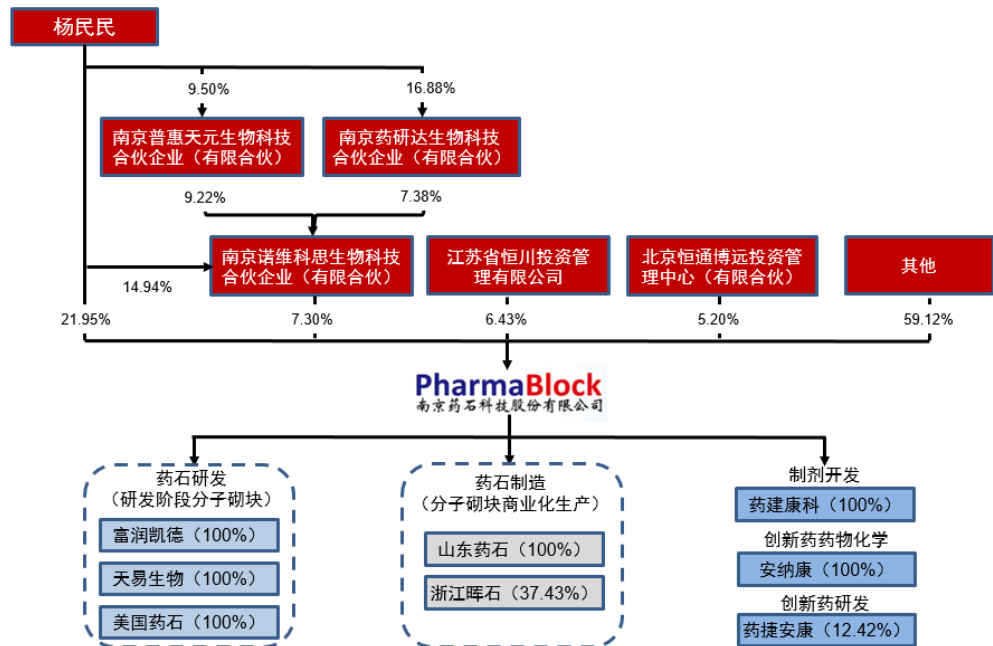 杨民民
9.50%
16.88%
南京普惠天元生物科技
合伙企业（有限合伙）
南京药研达生物科技
合伙企业（有限合伙）
9.22%
7.38%
南京诺维科思生物科技
合伙企业（有限合伙）
江苏省恒川投资管
理有限公司
北京恒通博远投资管
理中心（有限合伙）
其他
14.94%
21.95%
7.30%
6.43%
5.20%
59.12%
PharmaBlock
南京药石科技股份有限公司
药石研发
（研发阶段分子砌块）
富润凯德（100%）
天易生物（100%）
美国药石（100%）
药石制造
（分子砌块商业化生产）
山东药石（100%）
浙江晖石（37.43%）
制剂开发
药建康科（100%）
创新药药物化学
安纳康（100%）
创新药研发
药捷安康（12.42%）